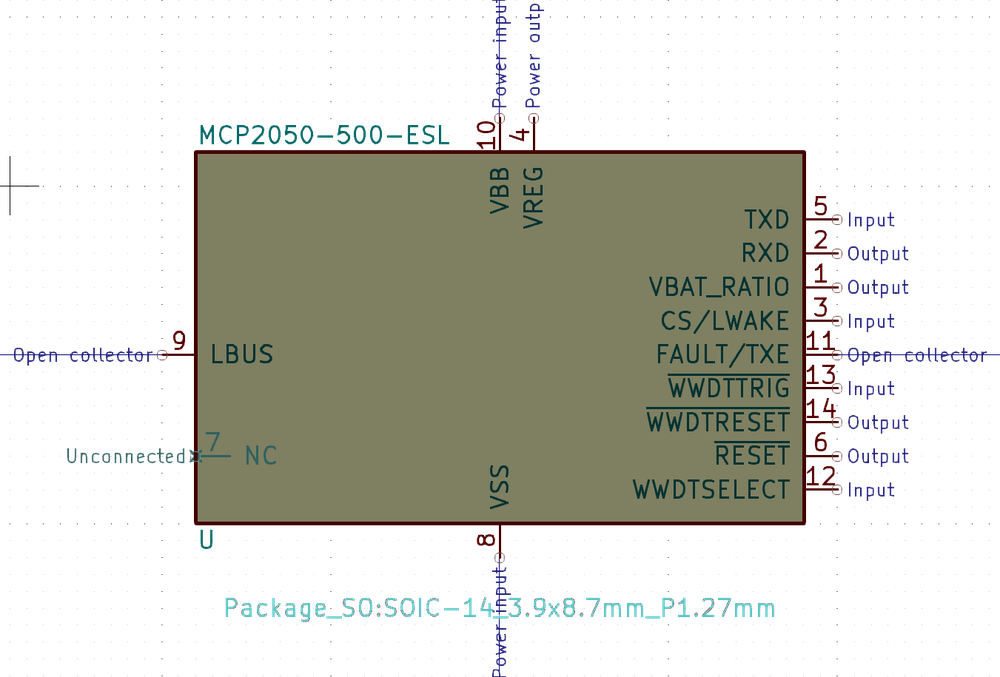 Power input
Power outp
10
4
MCP2050-500-ESL
VBB
VREG
TXD 5 Input
RXD 2 Output
VBAT_RATIO 1 Output
CS/LWAKE 3 Input
Open collector 9 LBUS
FAULT/TXE 11 Open collector
WWDTTRIG 13 Input
WWDTRESET 14 Output
Unconnected 7 NC
RESET 6 Output
WWDTSELECT 12 Input
VSS
U
8
Power input
Package_SO:SOIC-14_3.9x8.7mm_P1.27mm